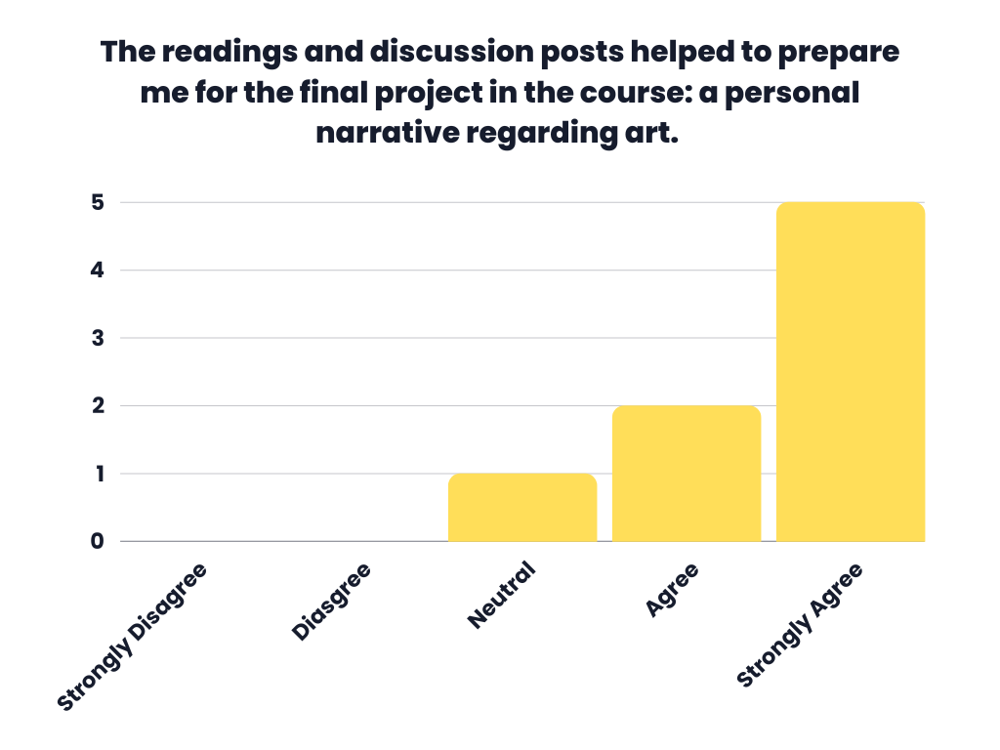 The readings and discussion posts helped to prepare
me for the final project in the course: a personal
narrative regarding art.
5
4
3
2
1
0
Strongly Disagree
Diasgree
Neutral
Agree
Strongly Agree